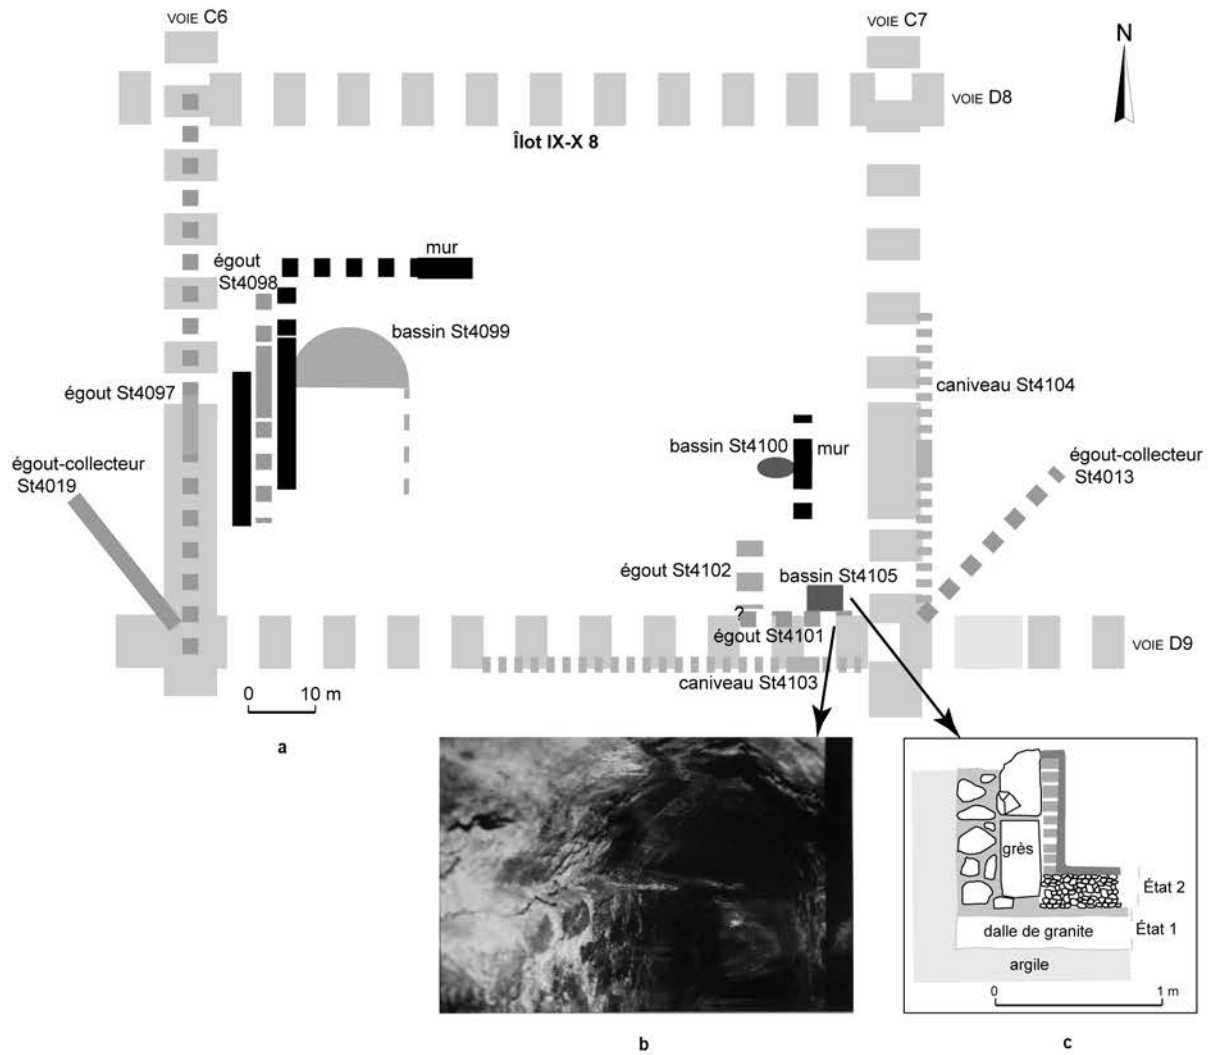 VOIE C6
VOIE C7
N
VOIE D8
Îlot IX-X 8
mur
égout
St4098
bassin St4099
égout St4097
caniveau St4104
bassin St4100
mur
égout-collecteur
St4013
égout-collecteur
St4019
égout St4102
bassin St4105
?
égout St4101
VOIE D9
caniveau St4103
0 10 m
a
grès
État 2
dalle de granite
État 1
argile
0 1 m
b
c